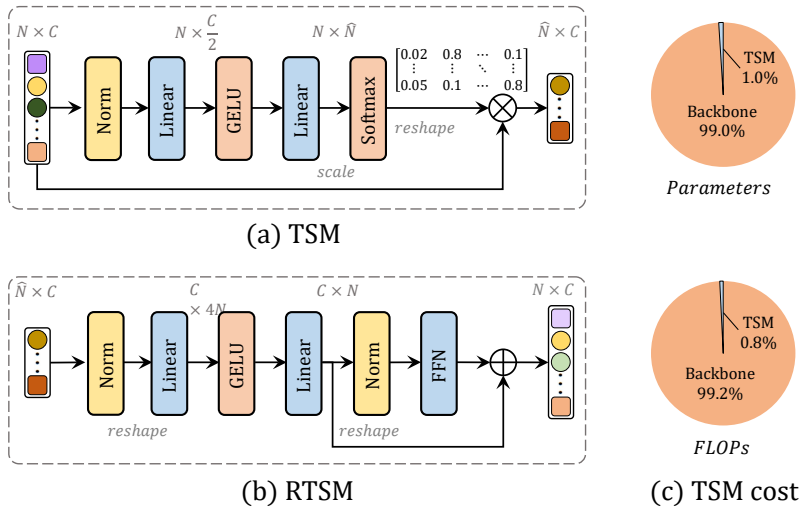 N × C
N × C/2
N × N̂
N̂ × C
Norm
Linear
GELU
Linear
Softmax
0.02 0.8 ⋯ 0.1
⋮ ⋮ ⋱ ⋮
0.05 0.1 ⋯ 0.8
reshape
scale
(a) TSM
TSM
1.0%
Backbone
99.0%
Parameters
N̂ × C
C
× 4N
C × N
N × C
Norm
Linear
GELU
Linear
Norm
FFN
reshape
reshape
(b) RTSM
TSM
0.8%
Backbone
99.2%
FLOPs
(c) TSM cost